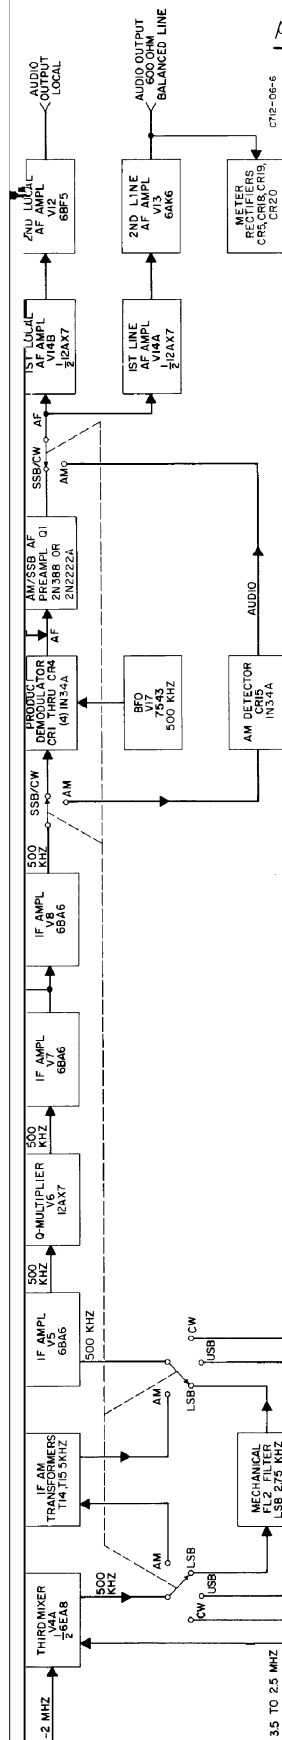 -2 MHZ
THIRD MIXER
V4A
½6EA8
500
KHZ
AM
LSB
USB
CW
3.5 TO 2.5 MHZ
IF AM
TRANSFORMERS
T14,T15 5KHZ
AM
LSB
USB
CW
MECHANICAL
FL2 FILTER
LSB 2.75 KHZ
IF AMPL
V5
6BA6
500 KHZ
500
KHZ
Q-MULTIPLIER
V6
12AX7
500
KHZ
IF AMPL
V7
6BA6
IF AMPL
V8
6BA6
500
KHZ
SSB/CW
AM
PRODUCT
DEMODULATOR
CR1 THRU CR4
(4) IN34A
BFO
V17
7543
500 KHZ
AM DETECTOR
CR15
IN34A
AF
AUDIO
AM/SSB AF
PREAMPL Q1
2N388 OR
2N2222A
SSB/CW
AM
AF
1ST LOCAL
AF AMPL
V14B
½12AX7
1ST LINE
AF AMPL
V14A
½12AX7
2ND LOCAL
AF AMPL
V12
6BF5
2ND LINE
AF AMPL
V13
6AK6
METER
RECTIFIERS
CR5,CR18,CR19,
CR20
AUDIO
OUTPUT
LOCAL
AUDIO OUTPUT
600 OHM
BALANCED LINE
C712-06-6